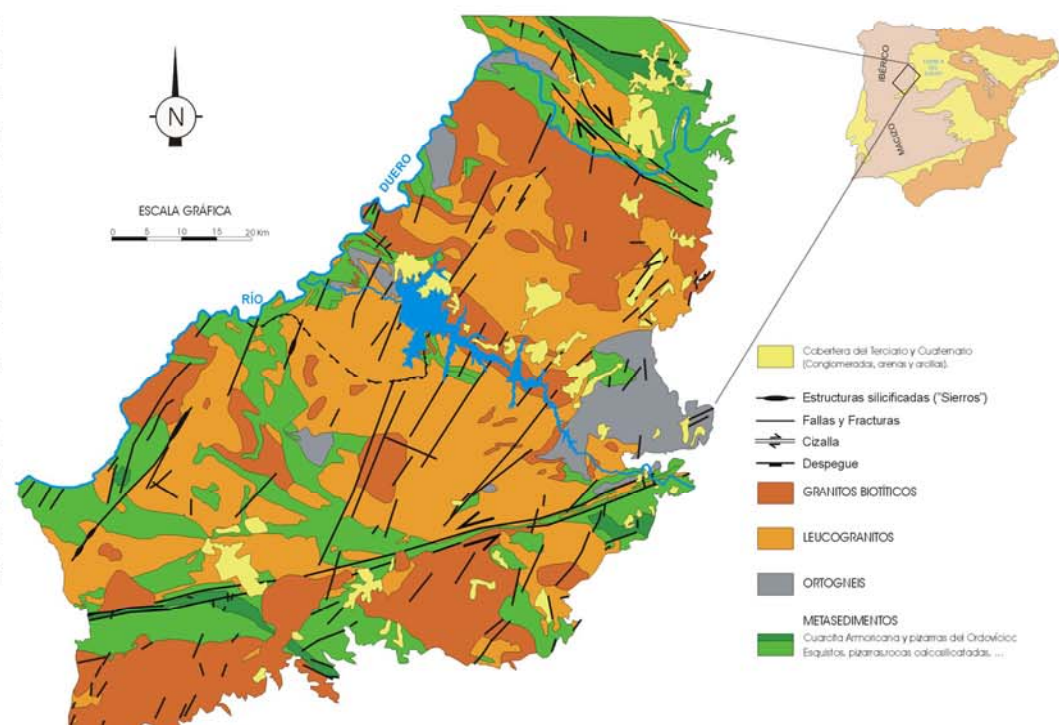 N
ESCALA GRÁFICA
0 5 10 15 20 Km
DUERO
RÍO
IBÉRICO
MACIZO
Cobertera del Terciario y Cuaternario
(Conglomerados, arenas y arcillas).
Estructuras silicificadas ("Sierros")
Fallas y Fracturas
Cizalla
Despegue
GRANITOS BIOTÍTICOS
LEUCOGRANITOS
ORTOGNEIS
METASEDIMENTOS
Cuarcita Armoricana y pizarras del
Esquistos, pizarras,rocas calcosilicatadas, ...